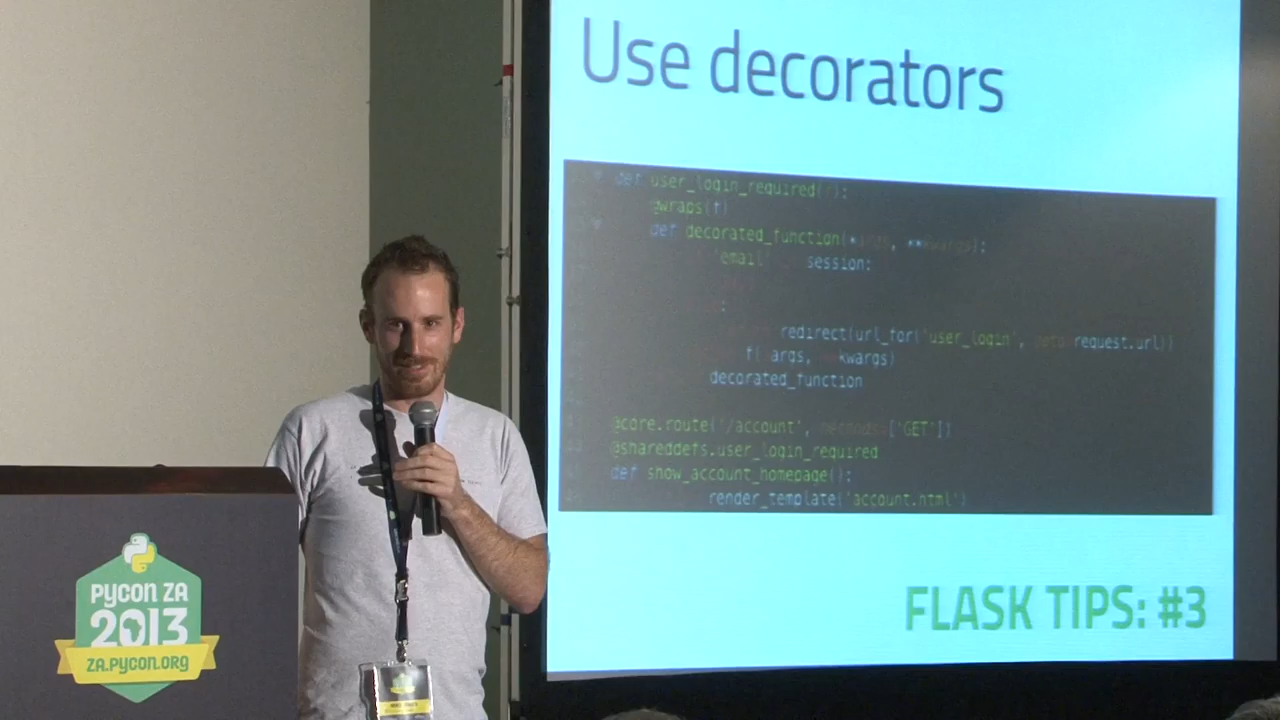 Use decorators
def user_login_required(f):
@wraps(f)
def decorated_function(*args, **kwargs):
'email' session:
:
redirect(url_for('user_login', request.url))
f( args, kwargs)
decorated_function
@core.route('/account', methods=['GET'])
@shareddefs.user_login_required
def show_account_homepage():
render_template('account.html')
FLASK TIPS: #3
PYCON ZA
2013
ZA.PYCON.ORG